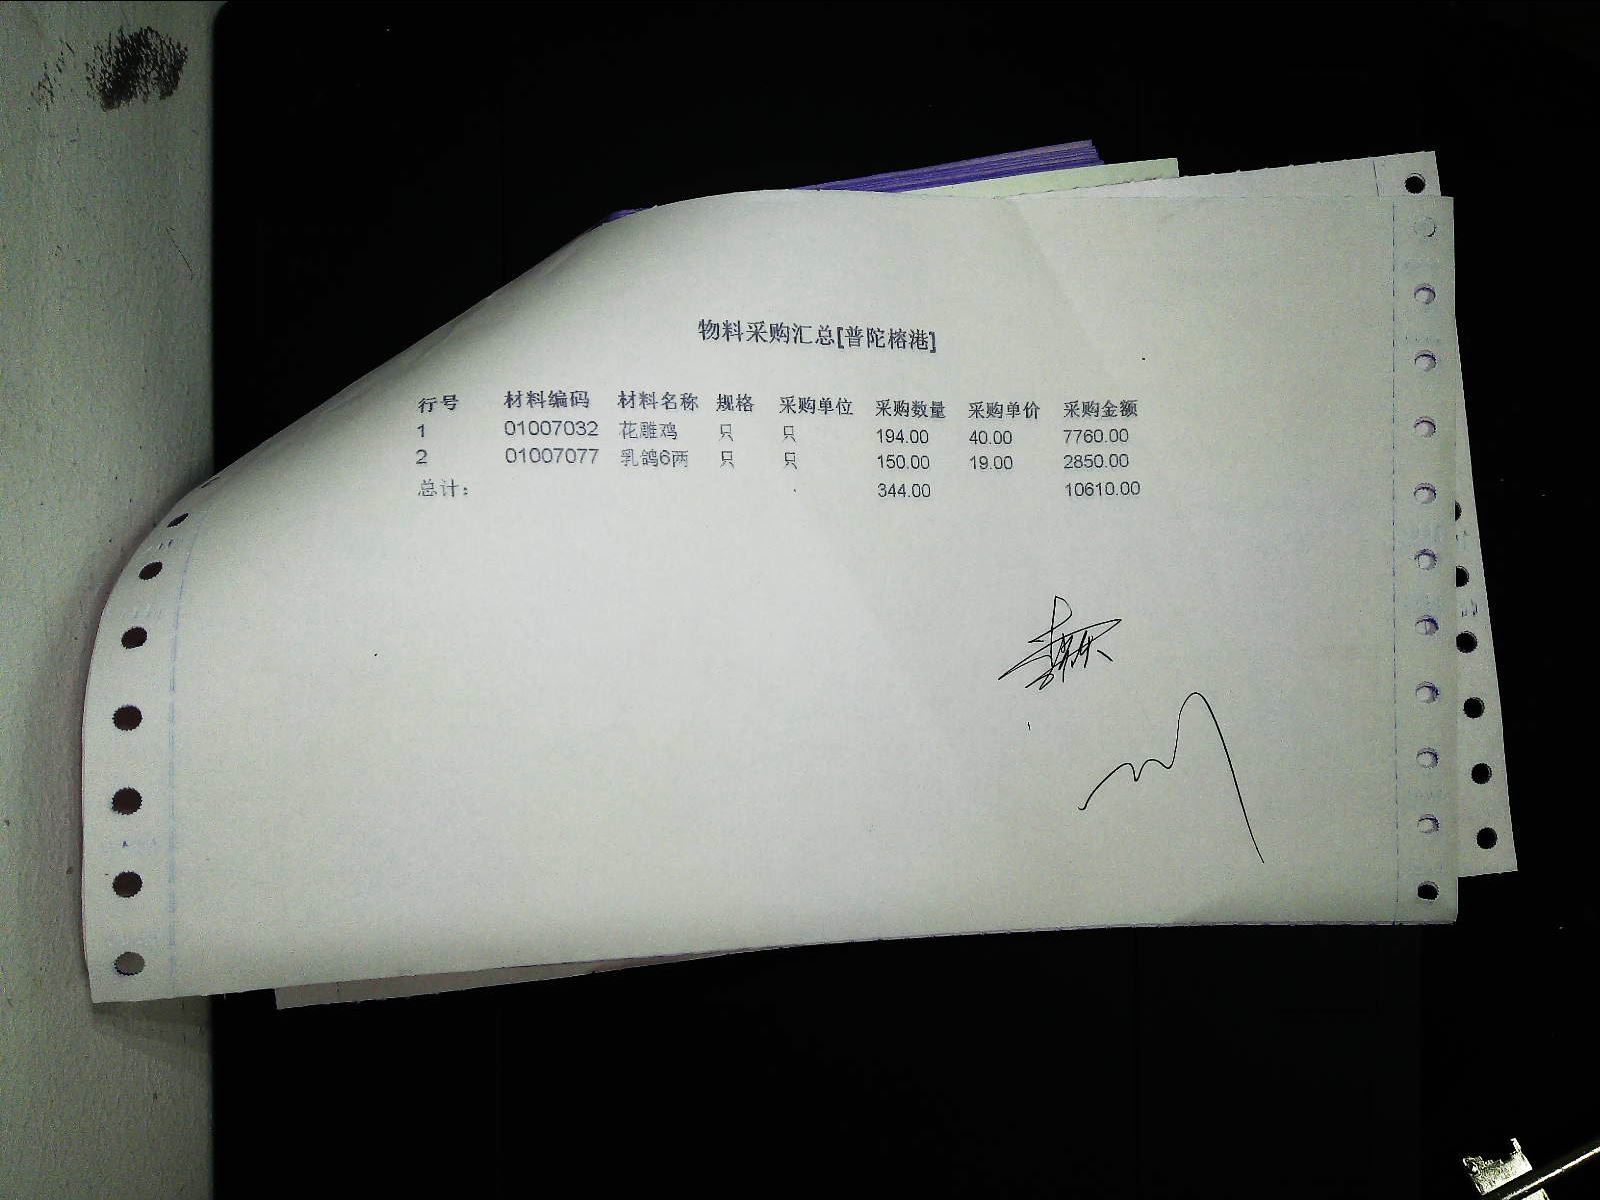 物料采购汇总[普陀榕港]
行号 材料编码 材料名称 规格 采购单位 采购数量 采购单价 采购金额
1 01007032 花雕鸡 只 只 194.00 40.00 7760.00
2 01007077 乳鸽6两 只 只 150.00 19.00 2850.00
总计: 344.00 10610.00